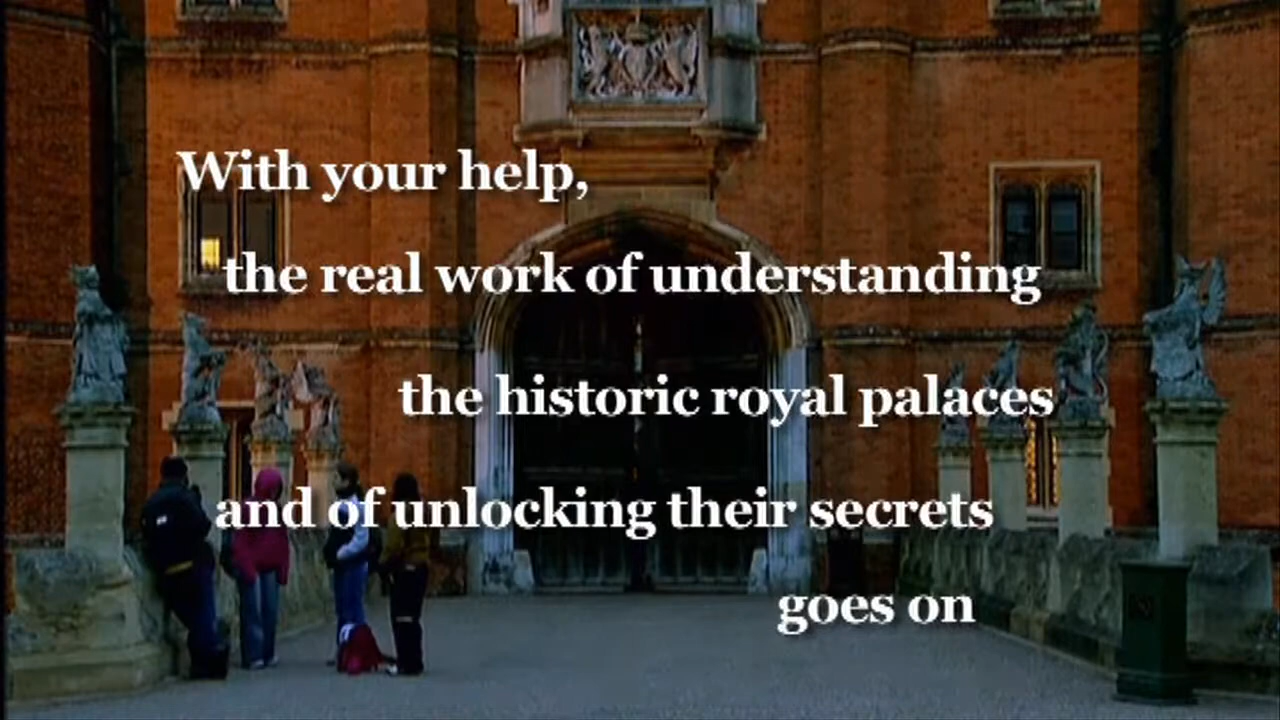 With your help,
the real work of understanding
the historic royal palaces
and of unlocking their secrets
goes on